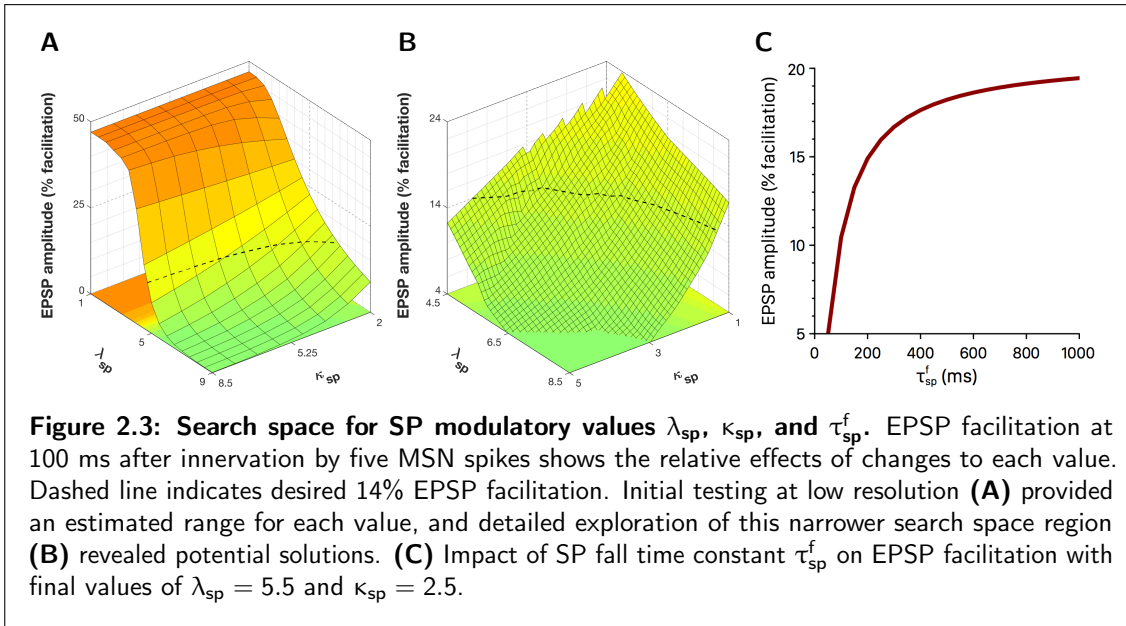 A
B
C
EPSP amplitude (% facilitation)
50
25
0
1
5
9
λsp
8.5
5.25
2
κsp
EPSP amplitude (% facilitation)
24
14
4
4.5
6.5
8.5
λsp
5
3
1
κsp
EPSP amplitude (% facilitation)
20
15
10
5
0 200 400 600 800 1000
τ^f_sp (ms)
Figure 2.3: Search space for SP modulatory values λsp, κsp, and τ^f_sp. EPSP facilitation at
100 ms after innervation by five MSN spikes shows the relative effects of changes to each value.
Dashed line indicates desired 14% EPSP facilitation. Initial testing at low resolution (A) provided
an estimated range for each value, and detailed exploration of this narrower search space region
(B) revealed potential solutions. (C) Impact of SP fall time constant τ^f_sp on EPSP facilitation with
final values of λsp = 5.5 and κsp = 2.5.